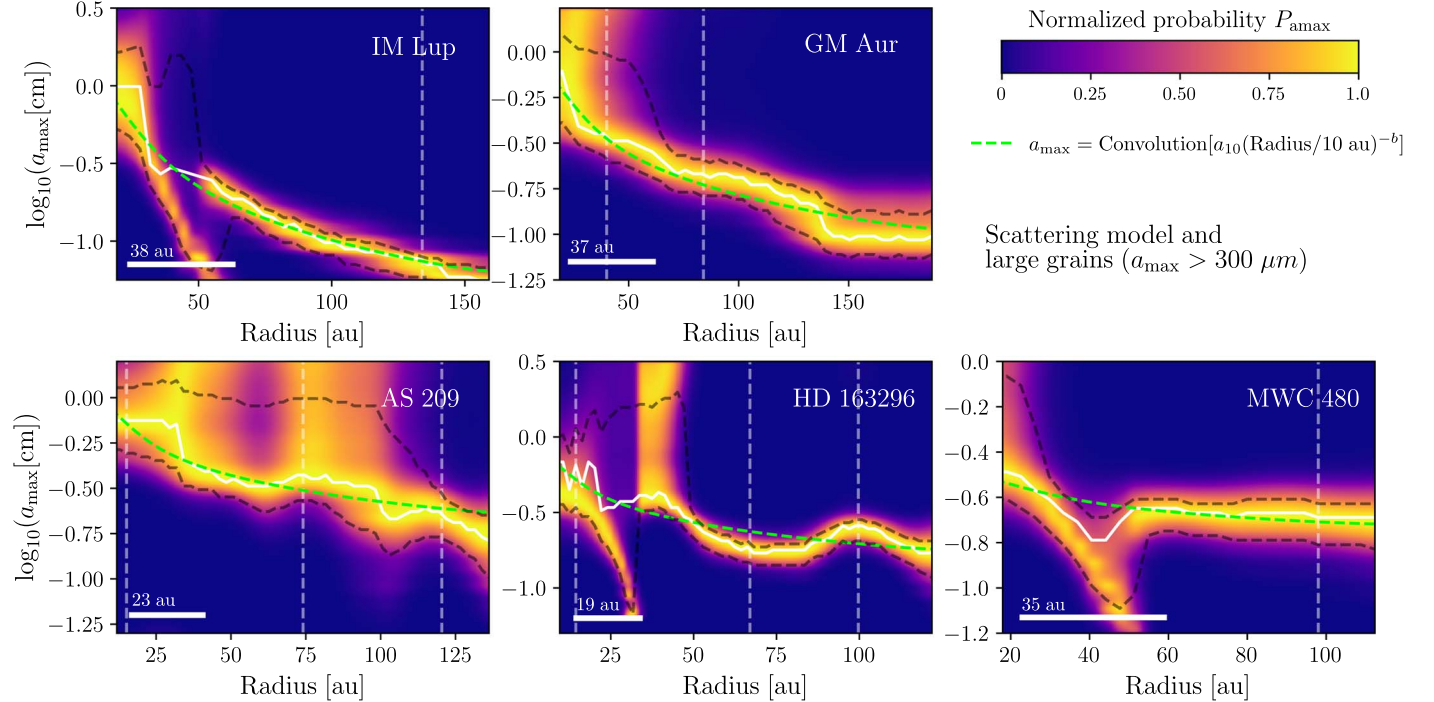 IM Lup
38 au
0.5
0.0
−0.5
−1.0
50
100
150
Radius [au]
log₁₀(a_max[cm])
GM Aur
37 au
0.00
−0.25
−0.50
−0.75
−1.00
−1.25
50
100
150
Radius [au]
Normalized probability P_amax
0
0.25
0.50
0.75
1.0
a_max = Convolution[a₁₀(Radius/10 au)^−b]
Scattering model and
large grains (a_max > 300 μm)
AS 209
23 au
0.00
−0.25
−0.50
−0.75
−1.00
−1.25
25
50
75
100
125
Radius [au]
log₁₀(a_max[cm])
HD 163296
19 au
0.5
0.0
−0.5
−1.0
25
50
75
100
Radius [au]
MWC 480
35 au
0.0
−0.2
−0.4
−0.6
−0.8
−1.0
−1.2
20
40
60
80
100
Radius [au]